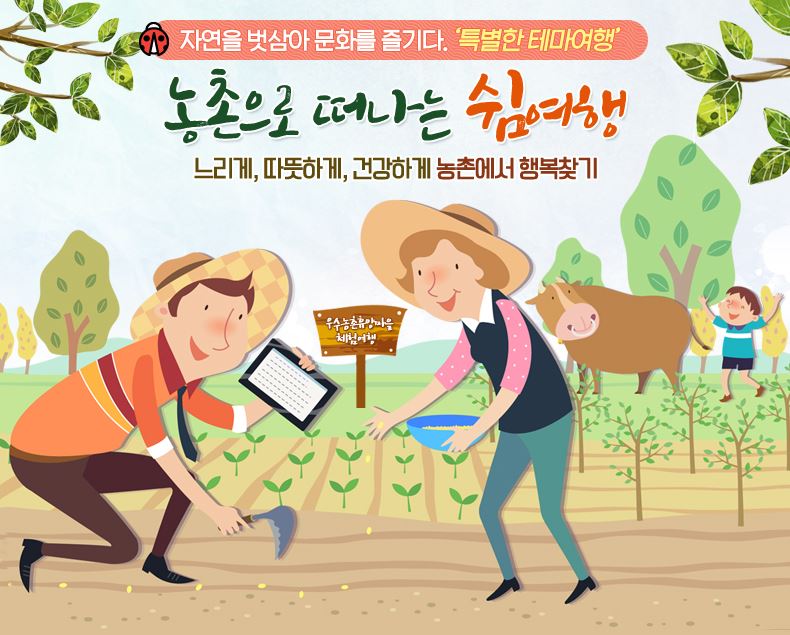 자연을 벗삼아 문화를 즐기다. ‘특별한 테마여행’
농촌으로 떠나는 쉼여행
느리게, 따뜻하게, 건강하게 농촌에서 행복찾기
우수농촌휴양마을
체험여행